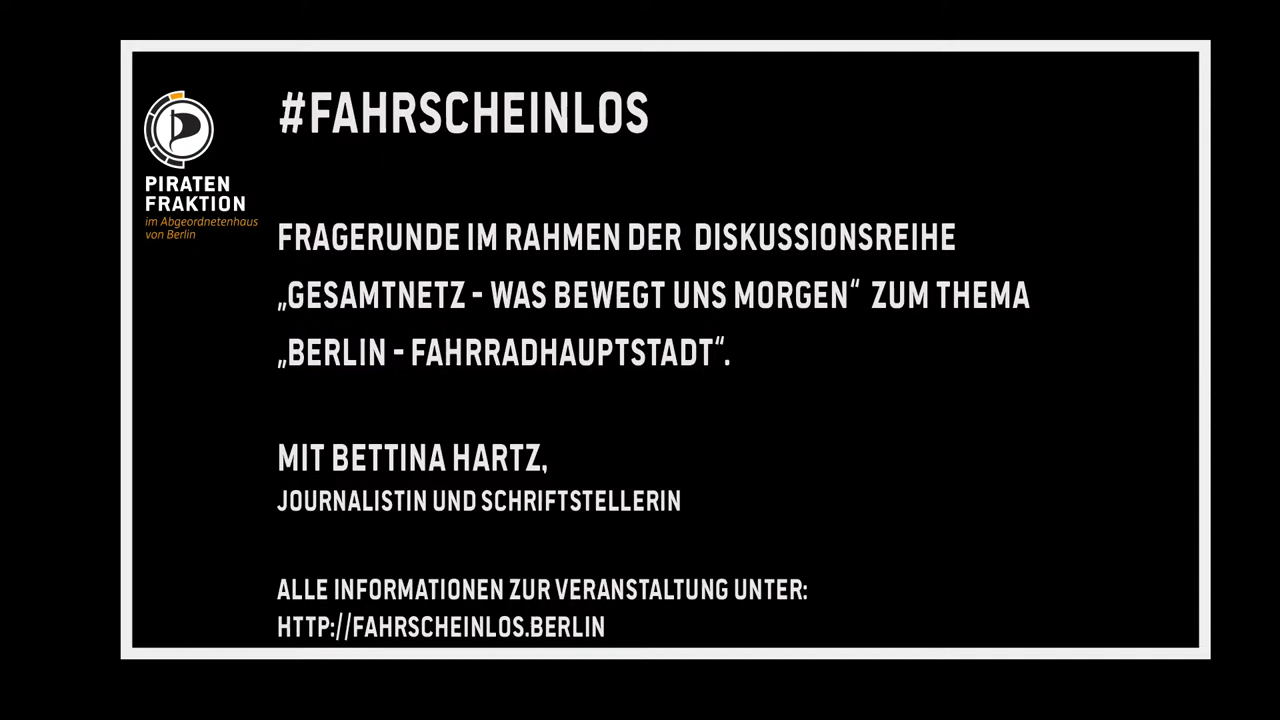 #FAHRSCHEINLOS
PIRATEN
FRAKTION
im Abgeordnetenhaus
von Berlin
FRAGERUNDE IM RAHMEN DER DISKUSSIONSREIHE
„GESAMTNETZ - WAS BEWEGT UNS MORGEN“ ZUM THEMA
„BERLIN - FAHRRADHAUPTSTADT“.
MIT BETTINA HARTZ,
JOURNALISTIN UND SCHRIFTSTELLERIN
ALLE INFORMATIONEN ZUR VERANSTALTUNG UNTER:
HTTP://FAHRSCHEINLOS.BERLIN